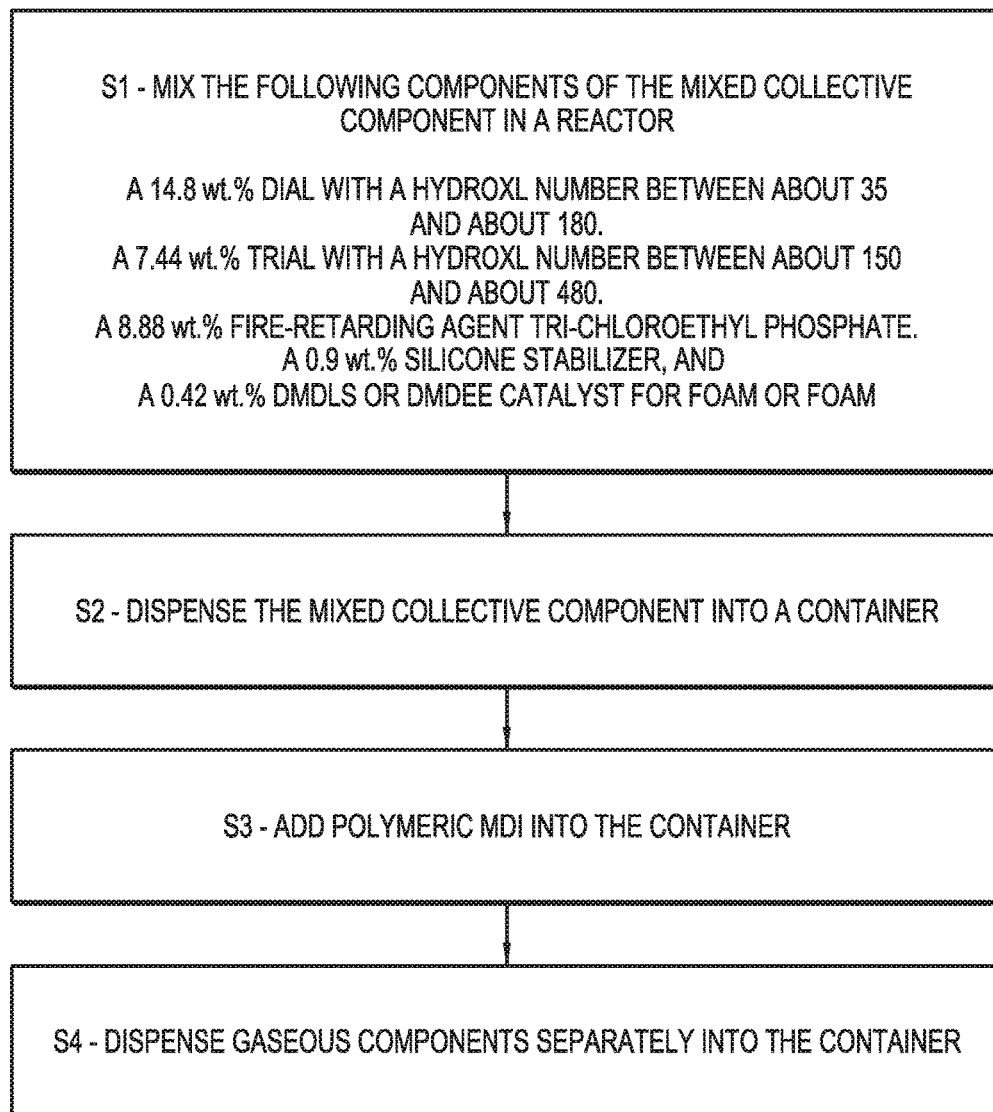 S1 - MIX THE FOLLOWING COMPONENTS OF THE MIXED COLLECTIVE
COMPONENT IN A REACTOR
A 14.8 wt.% DIAL WITH A HYDROXL NUMBER BETWEEN ABOUT 35
AND ABOUT 180.
A 7.44 wt.% TRIAL WITH A HYDROXL NUMBER BETWEEN ABOUT 150
AND ABOUT 480.
A 8.88 wt.% FIRE-RETARDING AGENT TRI-CHLOROETHYL PHOSPHATE.
A 0.9 wt.% SILICONE STABILIZER, AND
A 0.42 wt.% DMDLS OR DMDEE CATALYST FOR FOAM OR FOAM
S2 - DISPENSE THE MIXED COLLECTIVE COMPONENT INTO A CONTAINER
S3 - ADD POLYMERIC MDI INTO THE CONTAINER
S4 - DISPENSE GASEOUS COMPONENTS SEPARATELY INTO THE CONTAINER